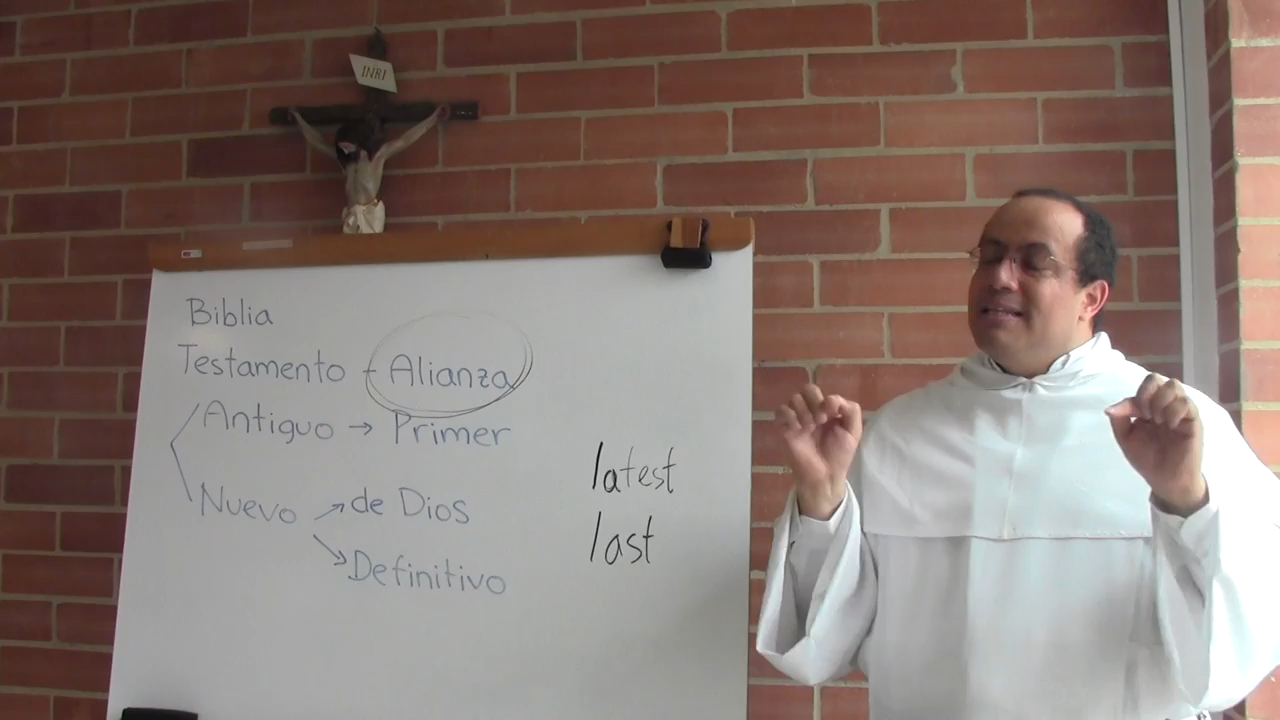 INRI
Biblia
Testamento - Alianza
Antiguo → Primer
Nuevo → de Dios
→ Definitivo
latest
last